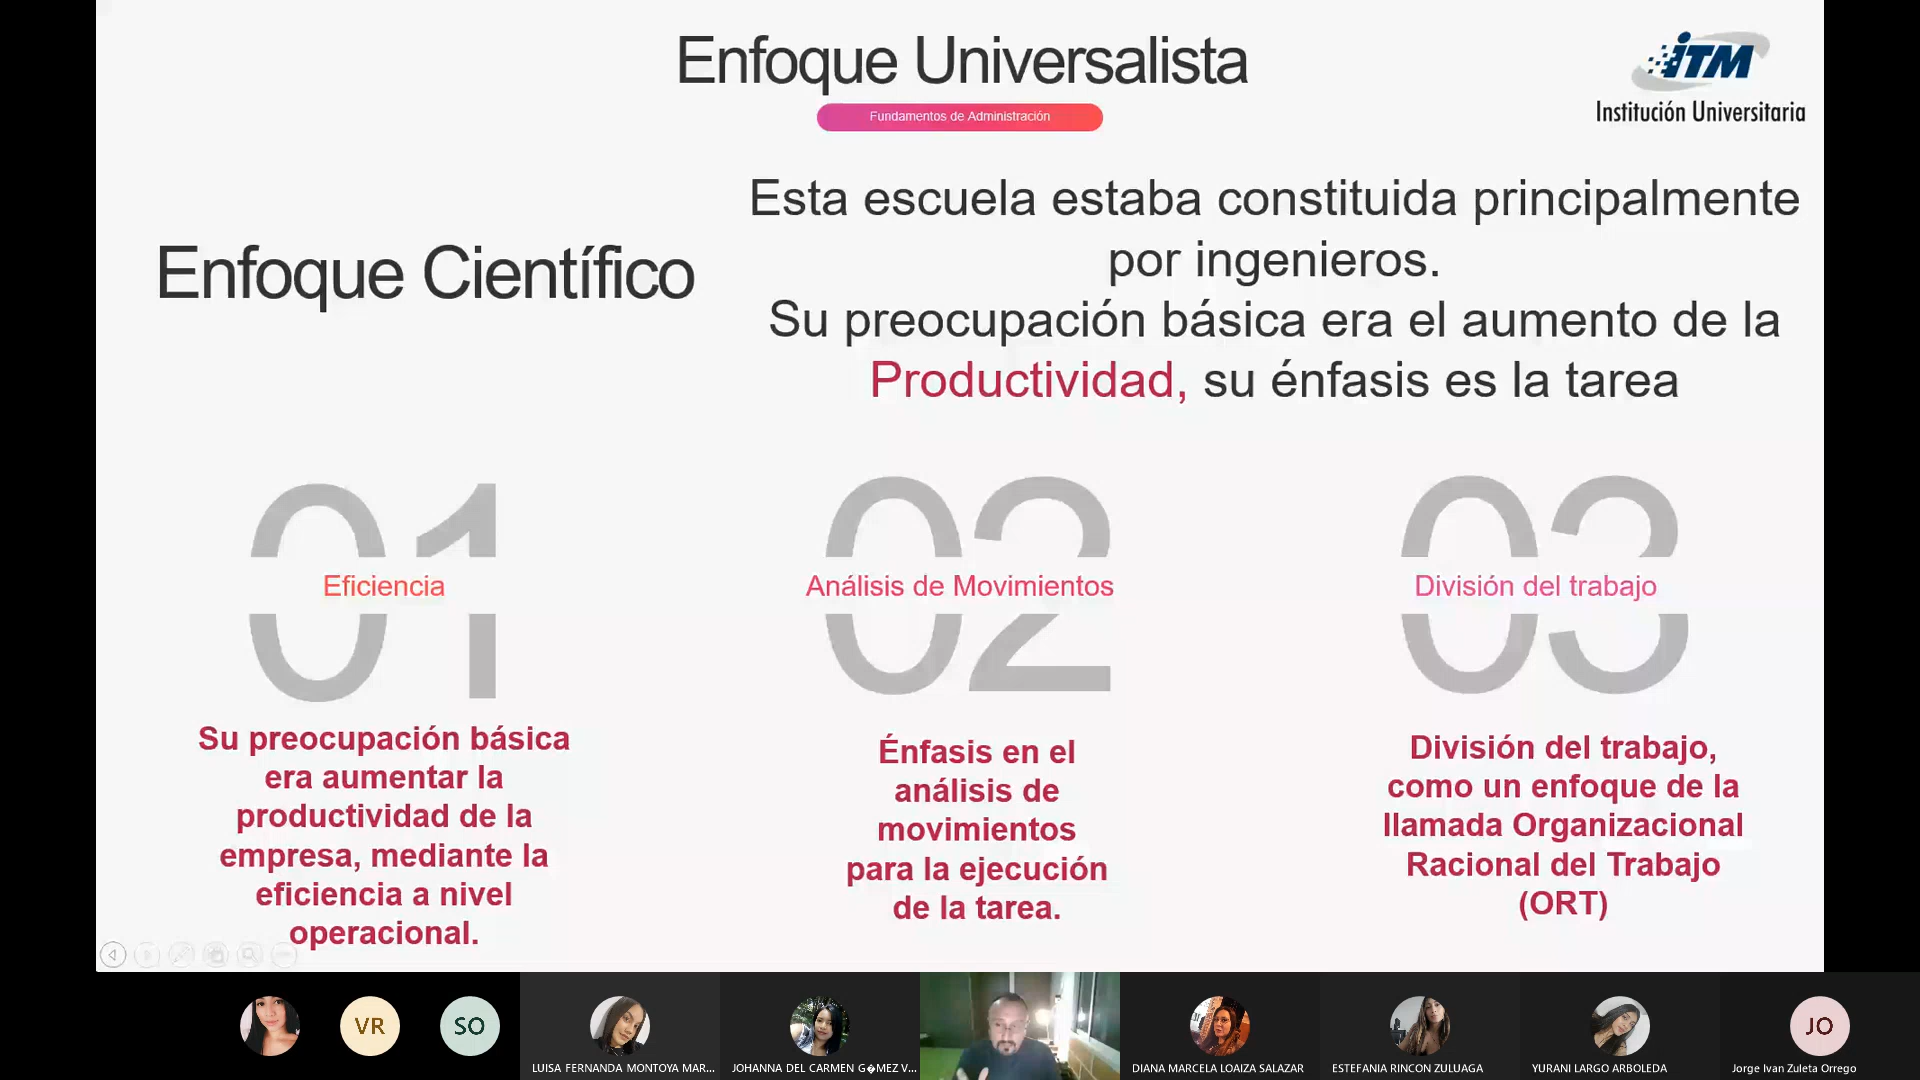 Enfoque Universalista
Fundamentos de Administración
iTM
Institución Universitaria
Enfoque Científico
Esta escuela estaba constituida principalmente
por ingenieros.
Su preocupación básica era el aumento de la
Productividad, su énfasis es la tarea
01
Eficiencia
Su preocupación básica
era aumentar la
productividad de la
empresa, mediante la
eficiencia a nivel
operacional.
02
Análisis de Movimientos
Énfasis en el
análisis de
movimientos
para la ejecución
de la tarea.
03
División del trabajo
División del trabajo,
como un enfoque de la
llamada Organizacional
Racional del Trabajo
(ORT)
VR
SO
LUISA FERNANDA MONTOYA MAR...
JOHANNA DEL CARMEN G�MEZ V...
DIANA MARCELA LOAIZA SALAZAR
ESTEFANIA RINCON ZULUAGA
YURANI LARGO ARBOLEDA
JO
Jorge Ivan Zuleta Orrego